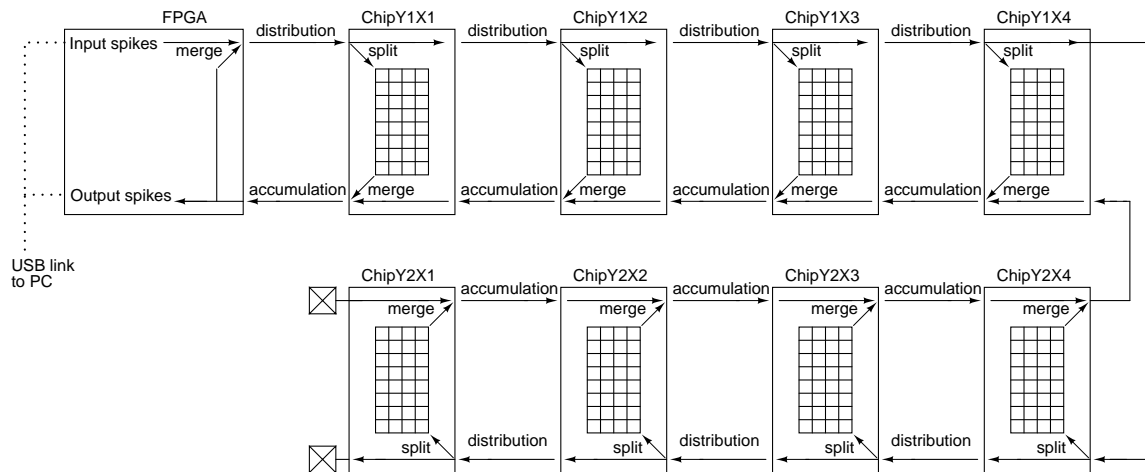 FPGA
ChipY1X1
ChipY1X2
ChipY1X3
ChipY1X4
Input spikes
merge
distribution
split
distribution
split
distribution
split
distribution
split
Output spikes
accumulation
merge
accumulation
merge
accumulation
merge
accumulation
merge
USB link
to PC
ChipY2X1
ChipY2X2
ChipY2X3
ChipY2X4
merge
accumulation
merge
accumulation
merge
accumulation
merge
split
distribution
split
distribution
split
distribution
split